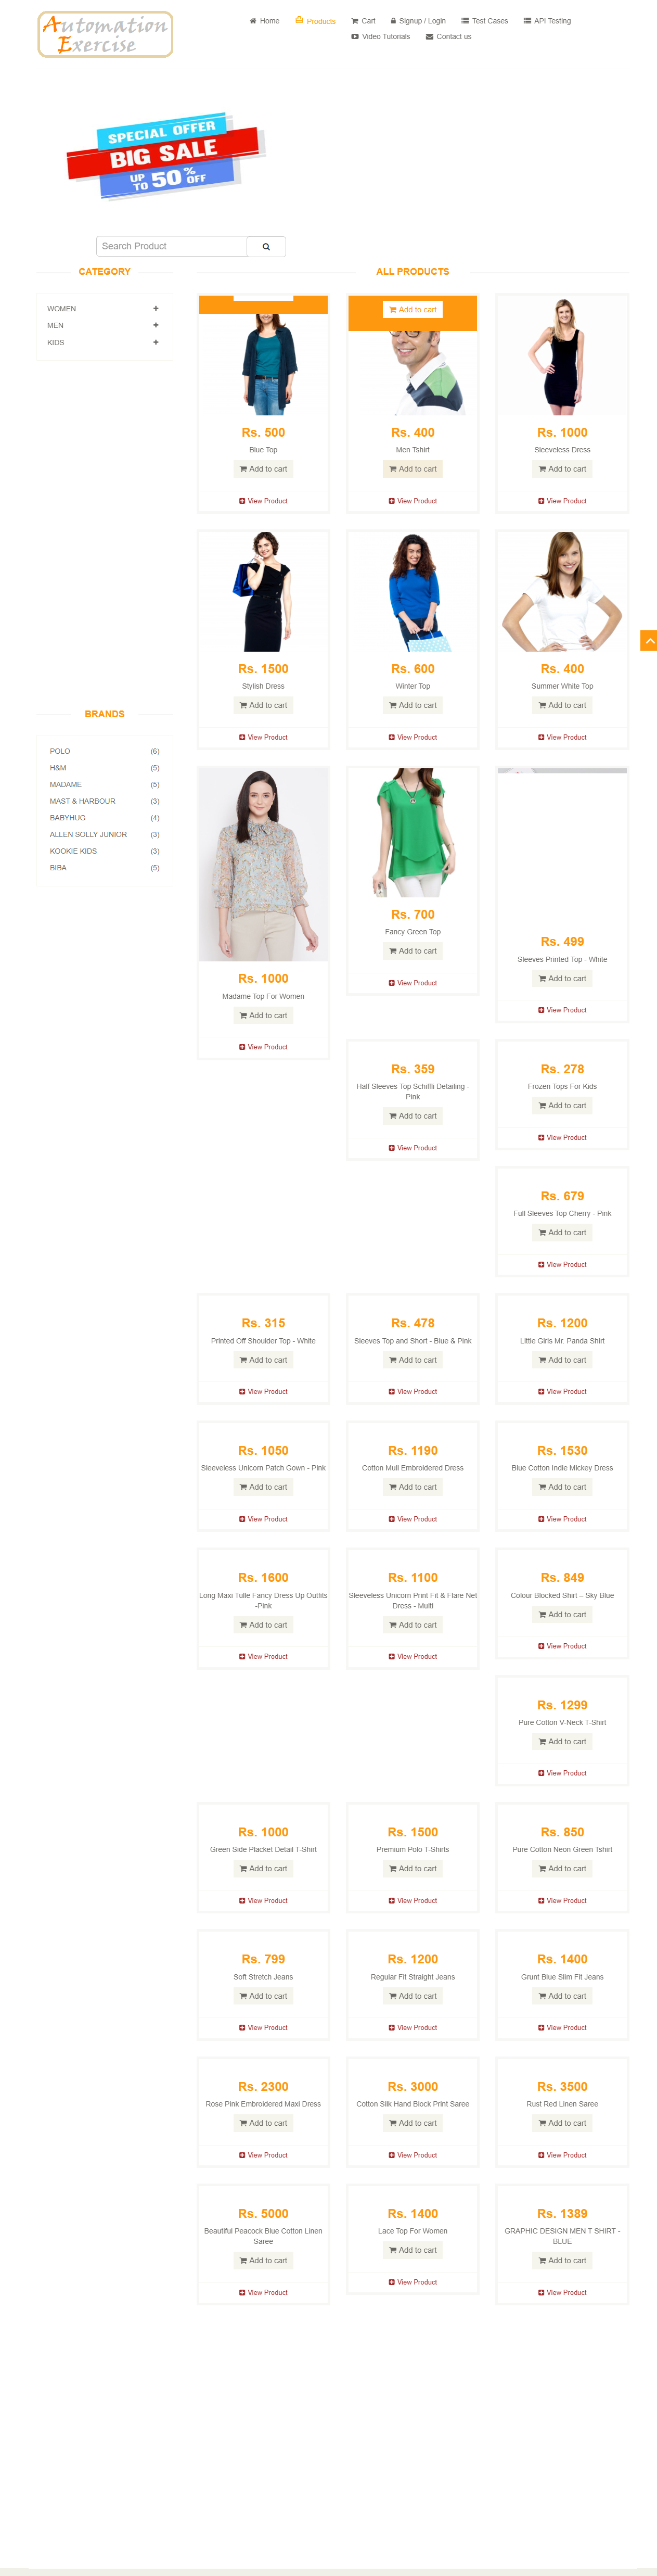 Automation
Exercise
Home
Products
Cart
Signup / Login
Test Cases
API Testing
Video Tutorials
Contact us
SPECIAL OFFER
BIG SALE
UP TO 50% OFF
Search Product
CATEGORY
WOMEN
MEN
KIDS
BRANDS
POLO (6)
H&M (5)
MADAME (5)
MAST & HARBOUR (3)
BABYHUG (4)
ALLEN SOLLY JUNIOR (3)
KOOKIE KIDS (3)
BIBA (5)
ALL PRODUCTS
Rs. 500
Blue Top
Add to cart
View Product
Add to cart
Rs. 400
Men Tshirt
Add to cart
View Product
Rs. 1000
Sleeveless Dress
Add to cart
View Product
Rs. 1500
Stylish Dress
Add to cart
View Product
Rs. 600
Winter Top
Add to cart
View Product
Rs. 400
Summer White Top
Add to cart
View Product
Rs. 1000
Madame Top For Women
Add to cart
View Product
Rs. 700
Fancy Green Top
Add to cart
View Product
Rs. 499
Sleeves Printed Top - White
Add to cart
View Product
Rs. 359
Half Sleeves Top Schiffli Detailing -
Pink
Add to cart
View Product
Rs. 278
Frozen Tops For Kids
Add to cart
View Product
Rs. 679
Full Sleeves Top Cherry - Pink
Add to cart
View Product
Rs. 315
Printed Off Shoulder Top - White
Add to cart
View Product
Rs. 478
Sleeves Top and Short - Blue & Pink
Add to cart
View Product
Rs. 1200
Little Girls Mr. Panda Shirt
Add to cart
View Product
Rs. 1050
Sleeveless Unicorn Patch Gown - Pink
Add to cart
View Product
Rs. 1190
Cotton Mull Embroidered Dress
Add to cart
View Product
Rs. 1530
Blue Cotton Indie Mickey Dress
Add to cart
View Product
Rs. 1600
Long Maxi Tulle Fancy Dress Up Outfits
-Pink
Add to cart
View Product
Rs. 1100
Sleeveless Unicorn Print Fit & Flare Net
Dress - Multi
Add to cart
View Product
Rs. 849
Colour Blocked Shirt – Sky Blue
Add to cart
View Product
Rs. 1299
Pure Cotton V-Neck T-Shirt
Add to cart
View Product
Rs. 1000
Green Side Placket Detail T-Shirt
Add to cart
View Product
Rs. 1500
Premium Polo T-Shirts
Add to cart
View Product
Rs. 850
Pure Cotton Neon Green Tshirt
Add to cart
View Product
Rs. 799
Soft Stretch Jeans
Add to cart
View Product
Rs. 1200
Regular Fit Straight Jeans
Add to cart
View Product
Rs. 1400
Grunt Blue Slim Fit Jeans
Add to cart
View Product
Rs. 2300
Rose Pink Embroidered Maxi Dress
Add to cart
View Product
Rs. 3000
Cotton Silk Hand Block Print Saree
Add to cart
View Product
Rs. 3500
Rust Red Linen Saree
Add to cart
View Product
Rs. 5000
Beautiful Peacock Blue Cotton Linen
Saree
Add to cart
View Product
Rs. 1400
Lace Top For Women
Add to cart
View Product
Rs. 1389
GRAPHIC DESIGN MEN T SHIRT -
BLUE
Add to cart
View Product